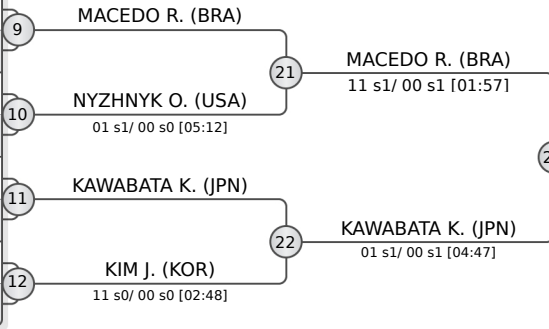 MACEDO R. (BRA)
9
MACEDO R. (BRA)
21
11 s1/ 00 s1 [01:57]
NYZHNYK O. (USA)
10
01 s1/ 00 s0 [05:12]
2
KAWABATA K. (JPN)
11
KAWABATA K. (JPN)
22
01 s1/ 00 s1 [04:47]
KIM J. (KOR)
12
11 s0/ 00 s0 [02:48]